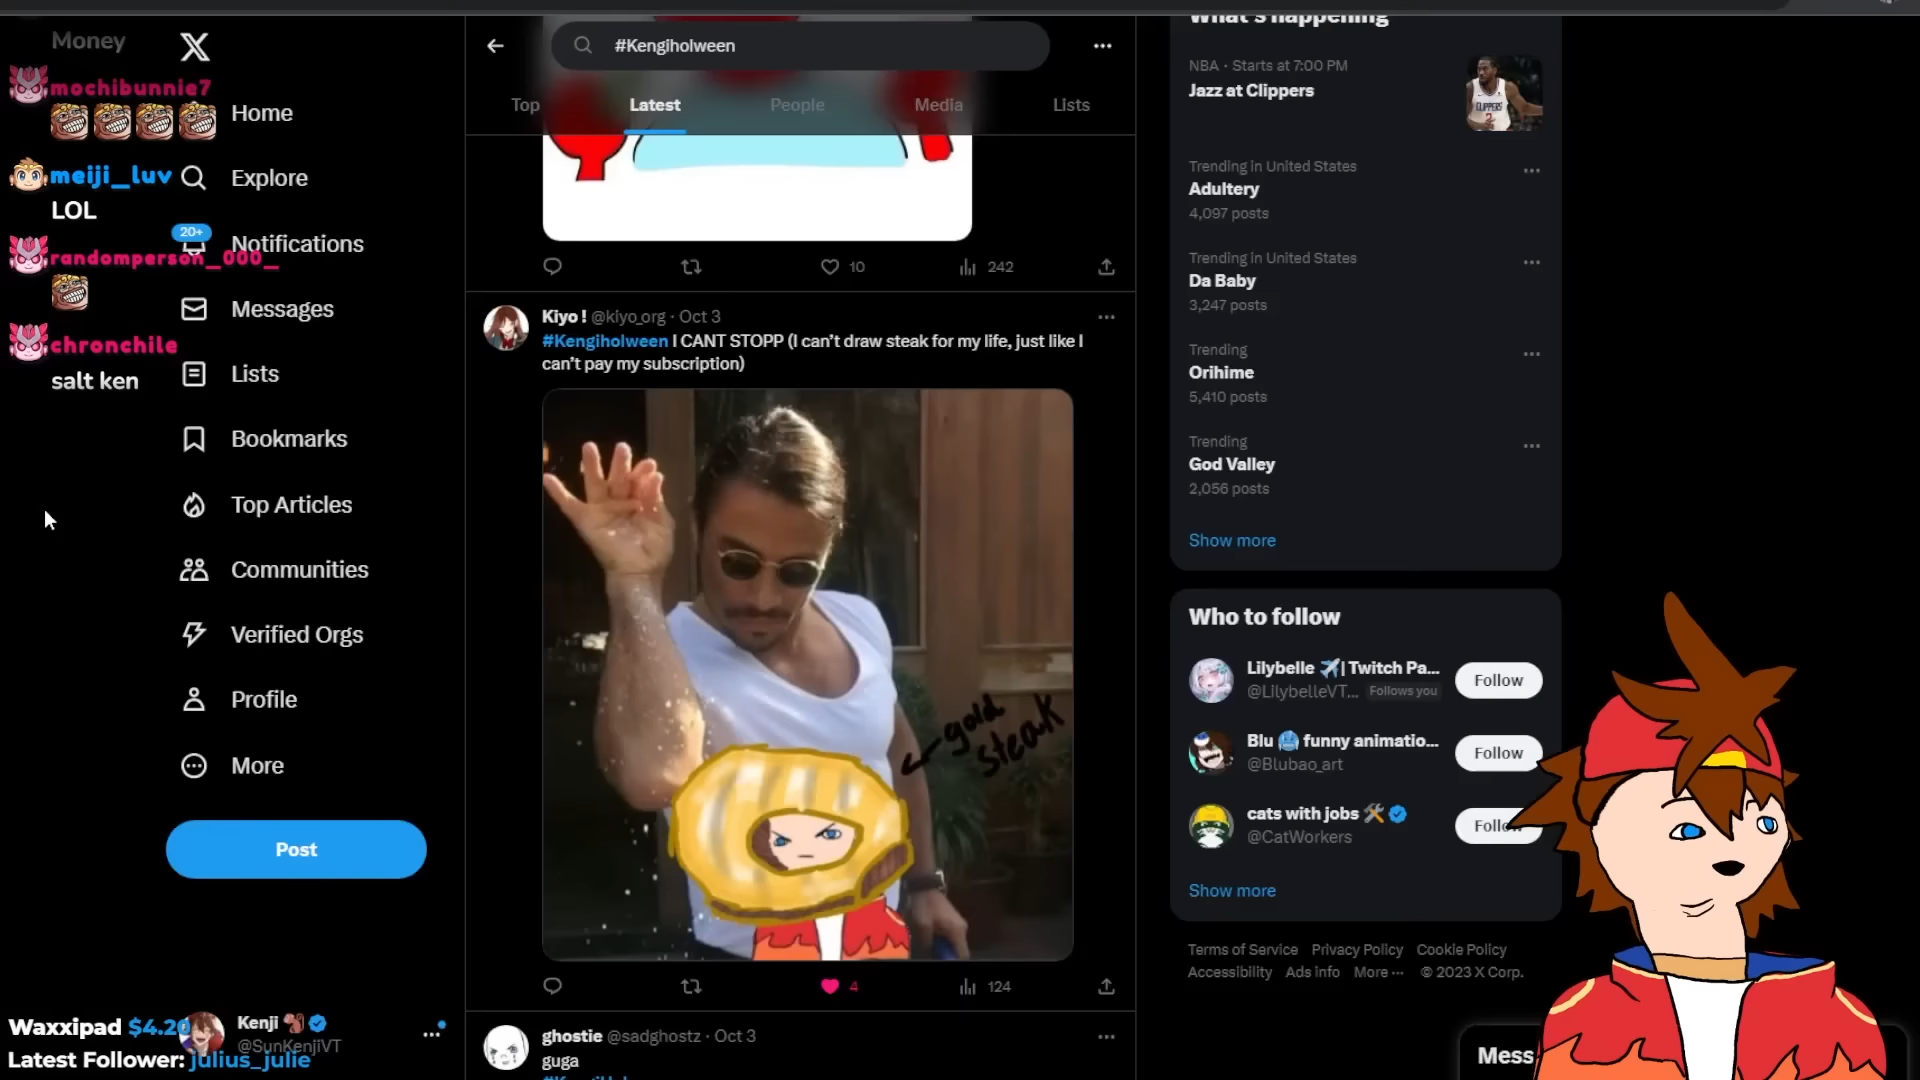 Money
mochibunnie7
meiji_luv
LOL
randomperson_000_
chronchile
salt ken
Home
Explore
20+
Notifications
Messages
Lists
Bookmarks
Top Articles
Communities
Verified Orgs
Profile
More
Post
Kenji
@SunKenjiVT
Waxxipad $4.20
Latest Follower: julius_julie
#Kengiholween
Top
Latest
People
Media
Lists
10
242
Kiyo ! @kiyo_org · Oct 3
#Kengiholween I CANT STOPP (I can't draw steak for my life, just like I
can't pay my subscription)
gold
steak
4
124
ghostie @sadghostz · Oct 3
guga
What's happening
NBA · Starts at 7:00 PM
Jazz at Clippers
CLIPPERS
2
Trending in United States
Adultery
4,097 posts
Trending in United States
Da Baby
3,247 posts
Trending
Orihime
5,410 posts
Trending
God Valley
2,056 posts
Show more
Who to follow
Lilybelle ✈️| Twitch Pa...
@LilybelleVT... Follows you
Follow
Blu 🥶 funny animatio...
@Blubao_art
Follow
cats with jobs 🛠
@CatWorkers
Follow
Show more
Terms of Service Privacy Policy Cookie Policy
Accessibility Ads info More ··· © 2023 X Corp.
Mess